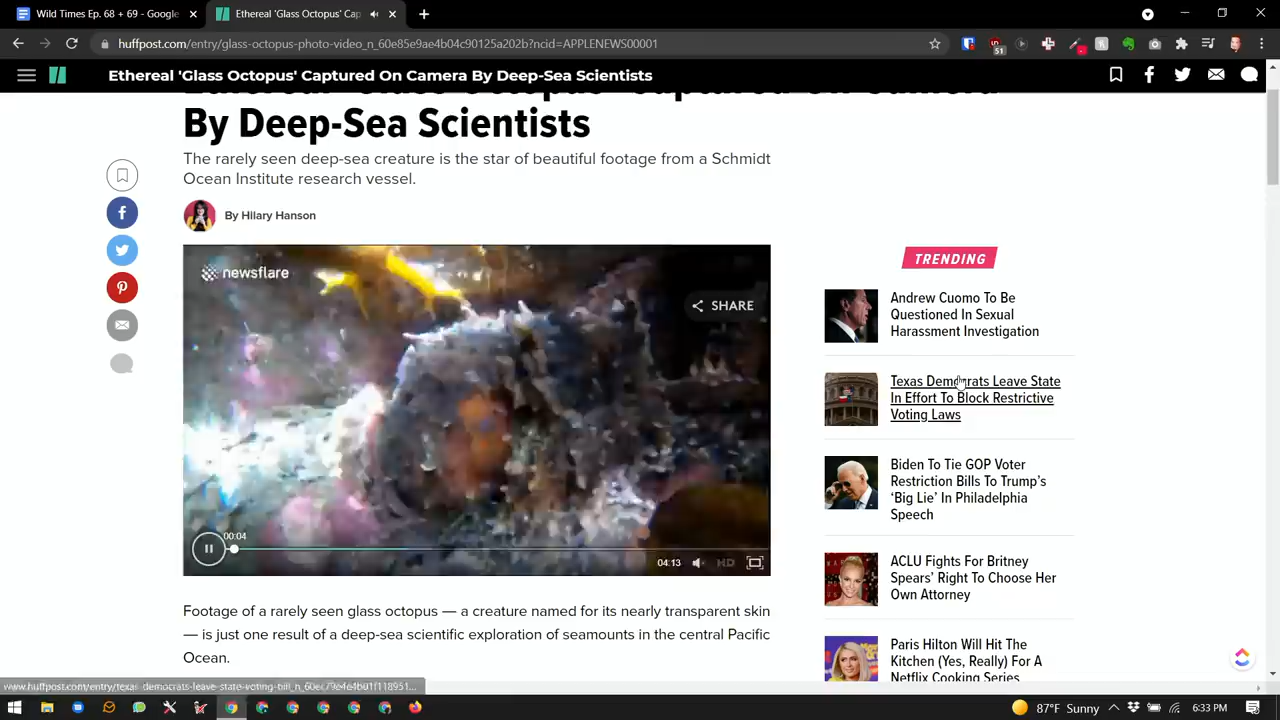 Wild Times Ep. 68 + 69 - Google
Ethereal 'Glass Octopus' Cap
huffpost.com/entry/glass-octopus-photo-video_n_60e85e9ae4b04c90125a202b?ncid=APPLENEWS00001
51
Ethereal 'Glass Octopus' Captured On Camera By Deep-Sea Scientists
By Deep-Sea Scientists
The rarely seen deep-sea creature is the star of beautiful footage from a Schmidt
Ocean Institute research vessel.
By Hilary Hanson
newsflare
SHARE
00:04
04:13
HD
Footage of a rarely seen glass octopus — a creature named for its nearly transparent skin
— is just one result of a deep-sea scientific exploration of seamounts in the central Pacific
Ocean.
TRENDING
Andrew Cuomo To Be
Questioned In Sexual
Harassment Investigation
Texas Democrats Leave State
In Effort To Block Restrictive
Voting Laws
Biden To Tie GOP Voter
Restriction Bills To Trump's
'Big Lie' In Philadelphia
Speech
ACLU Fights For Britney
Spears' Right To Choose Her
Own Attorney
Paris Hilton Will Hit The
Kitchen (Yes, Really) For A
Netflix Cooking Series
87°F Sunny
6:33 PM